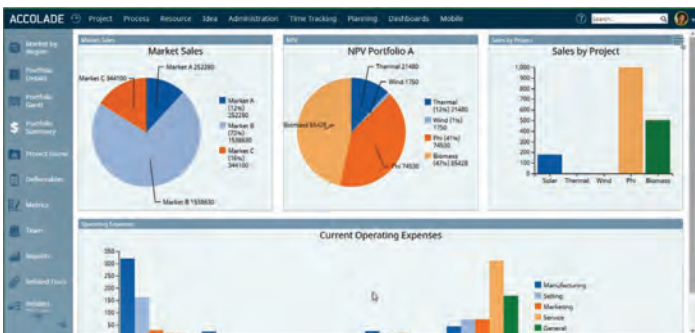 ACCOLADE Project Process Resource Idea Administration Time Tracking Planning Dashboards Mobile Search...
Market by
Region
Portfolio
Details
Portfolio
Gantt
Portfolio
Summary
Project Home
Deliverables
Metrics
Team
Reports
Related Links
Market Sales
Market Sales
Market A 252280
Market C 344100
Market B 1538630
Market A
(12%)
252280
Market B
(72%)
1538630
Market C
(16%)
344100
NPV
NPV Portfolio A
Thermal 21480
Wind 1750
Biomass 85428
Phi 74530
Thermal
(12%) 21480
Wind (1%)
1750
Phi (41%)
74530
Biomass
(47%) 85428
Sales by Project
Sales by Project
1,000
900
800
700
600
500
400
300
200
100
0
Solar Thermal Wind Phi Biomass
Operating Expenses
Current Operating Expenses
350
300
250
200
150
100
50
Manufacturing
Selling
Marketing
Service
General